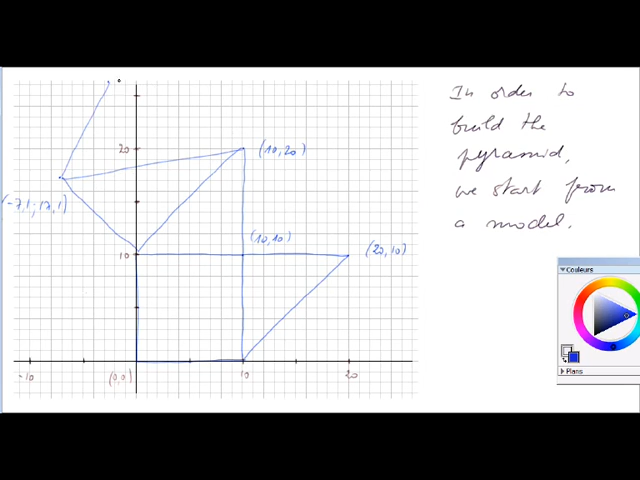 In order to
build the
pyramid,
we start from
a model.
20
(10,20)
(-7,1;17,1)
(10,10)
10
(20,10)
-10
(0,0)
10
20
Couleurs
Plans